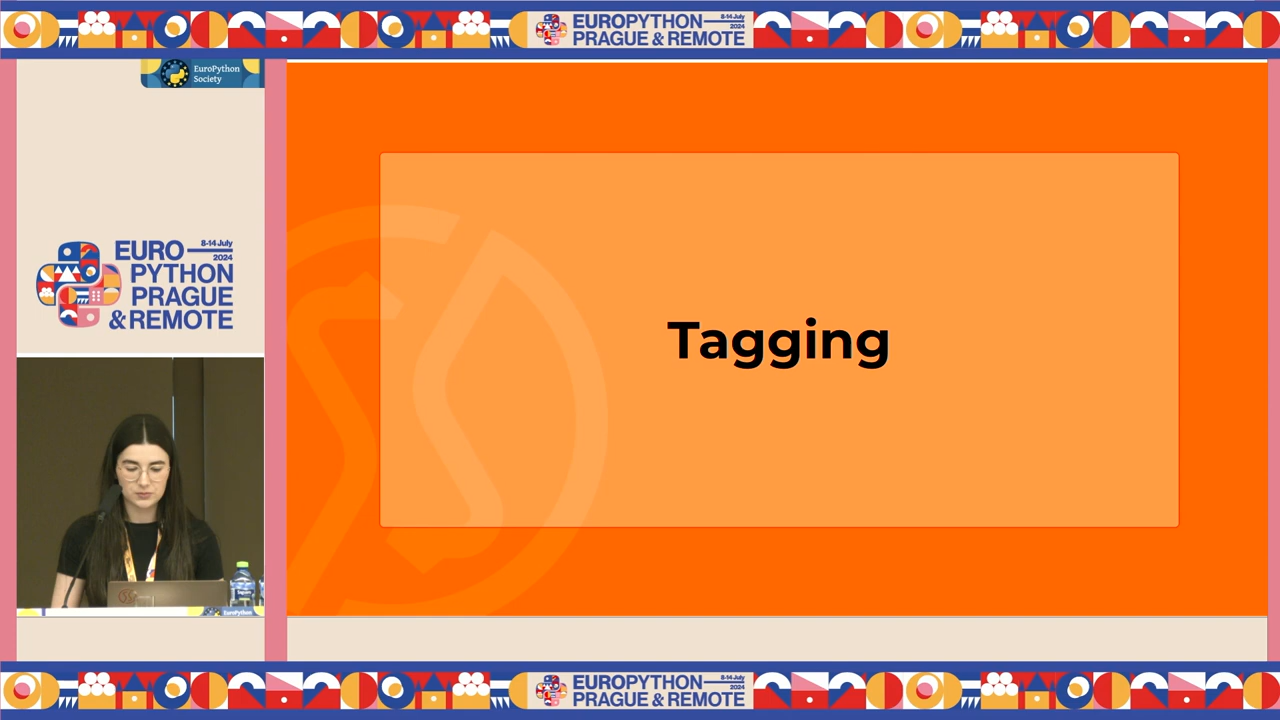 EUROPYTHON
8-14 July
2024
PRAGUE & REMOTE
EuroPython
Society
EURO
8-14 July
2024
PYTHON
PRAGUE
& REMOTE
Tagging
EuroPython
EUROPYTHON
8-14 July
2024
PRAGUE & REMOTE